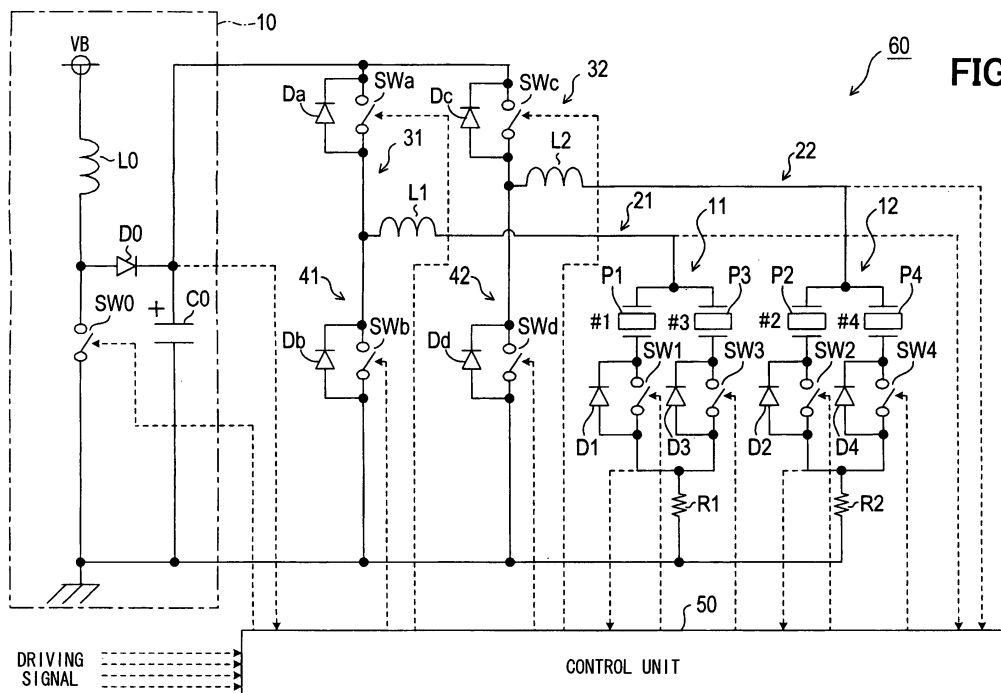 10
60
FIG
VB
Da
SWa
Dc
SWc
32
31
L2
22
L0
L1
21
11
12
D0
P1
P3
P2
P4
41
42
SW0
+
C0
#1
#3
#2
#4
SWb
SWd
Db
Dd
SW1
SW3
SW2
SW4
D1
D3
D2
D4
R1
R2
50
DRIVING
SIGNAL
CONTROL UNIT